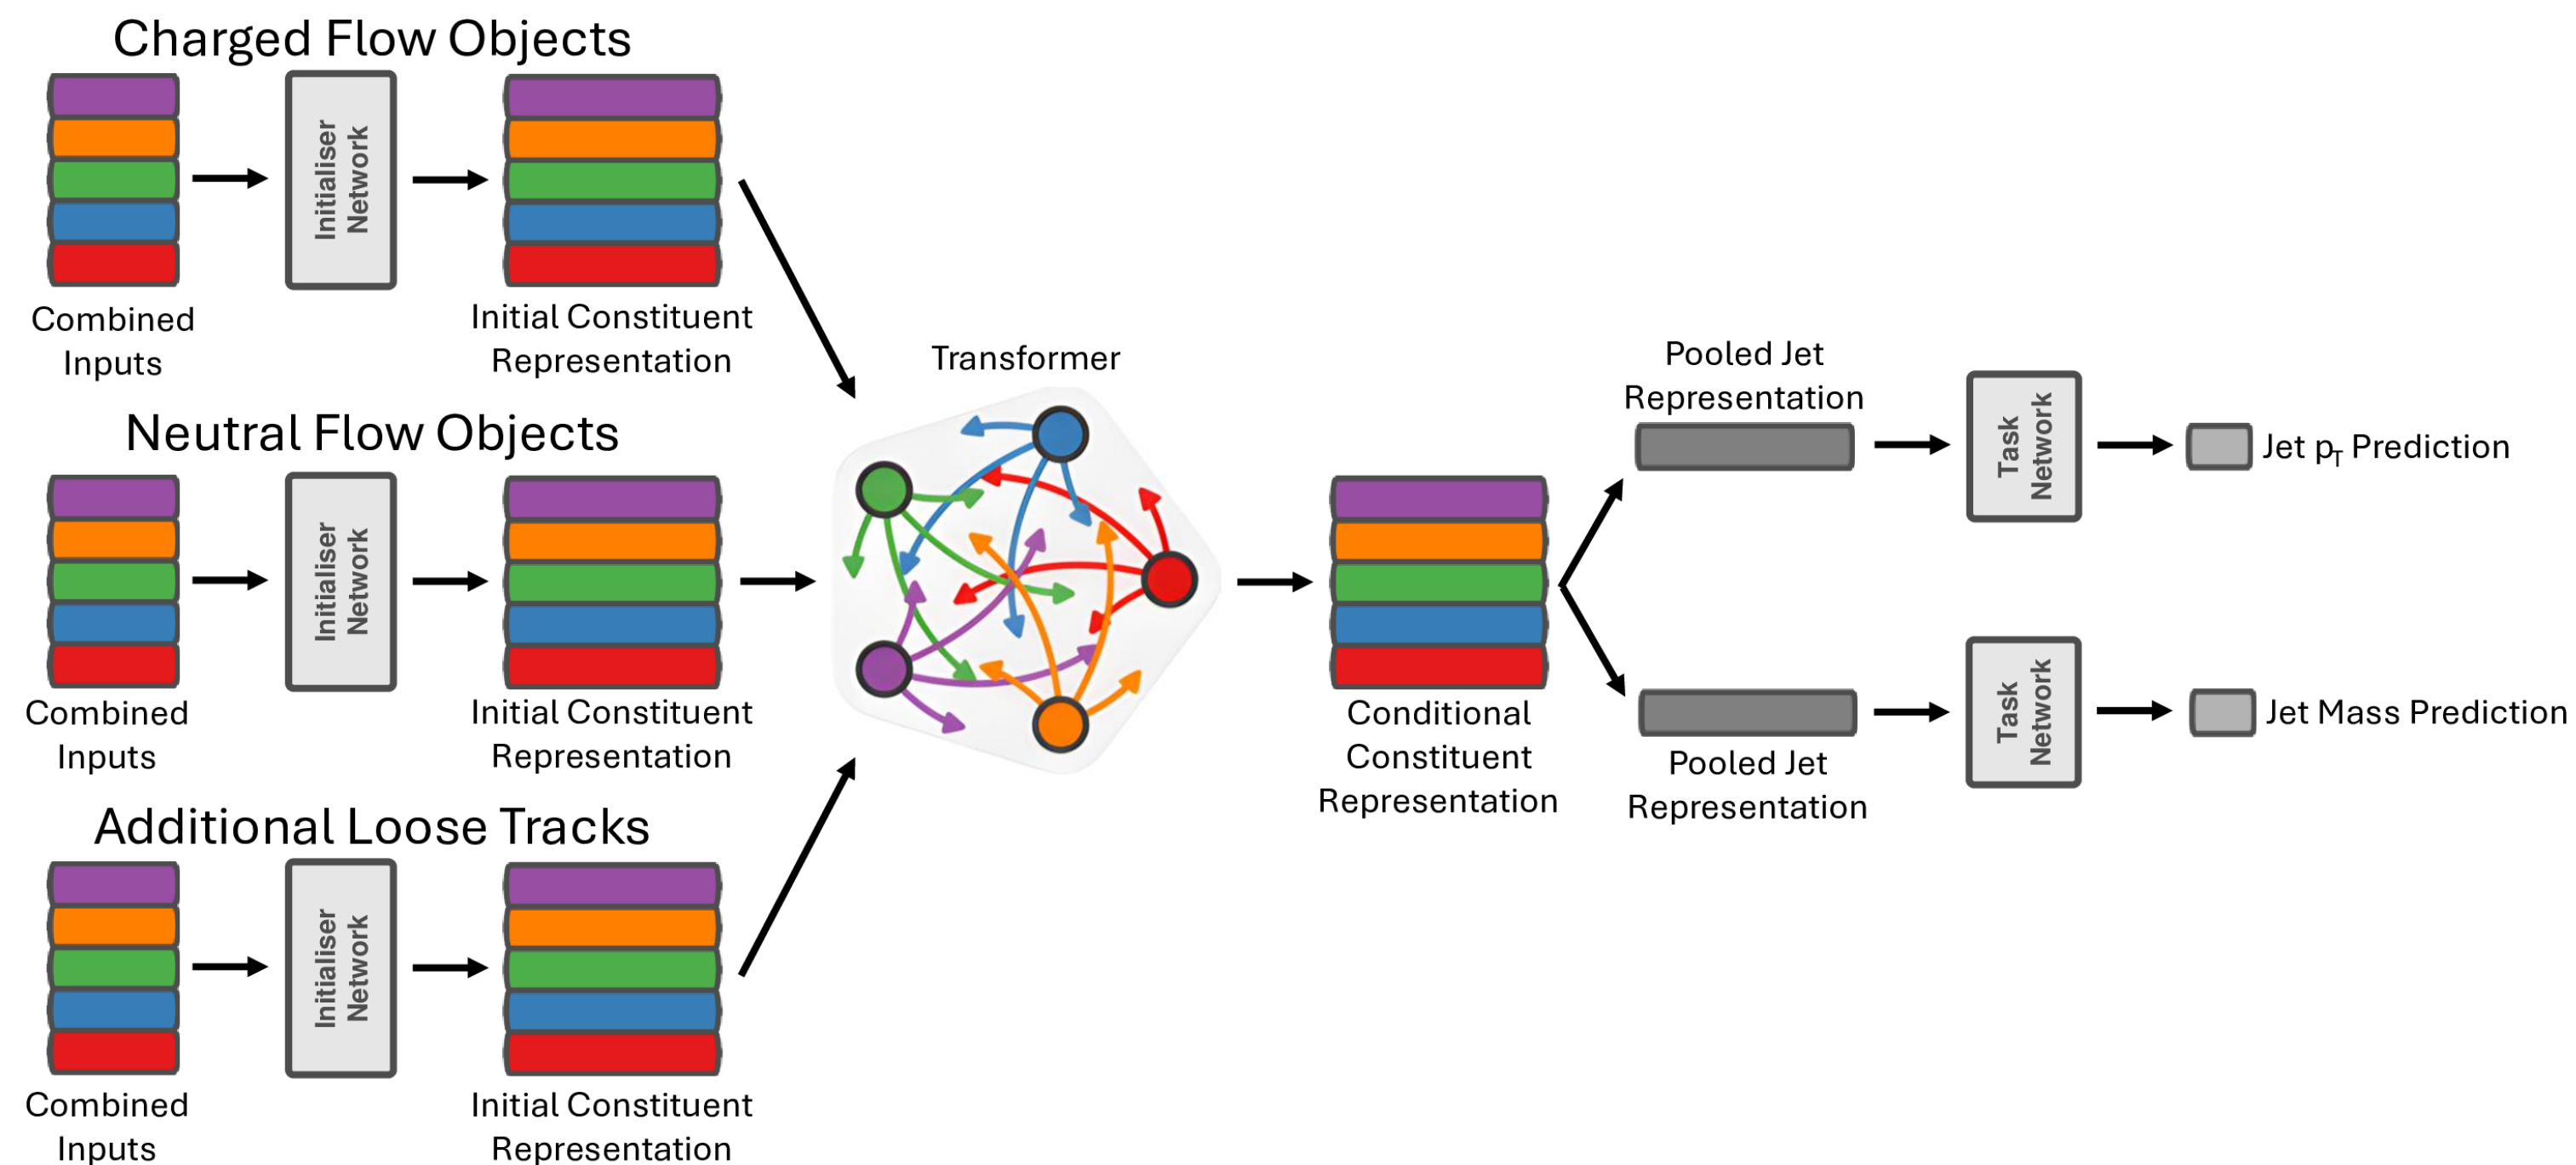 Charged Flow Objects
Initialiser
Network
Combined
Inputs
Initial Constituent
Representation
Neutral Flow Objects
Initialiser
Network
Combined
Inputs
Initial Constituent
Representation
Additional Loose Tracks
Initialiser
Network
Combined
Inputs
Initial Constituent
Representation
Transformer
Conditional
Constituent
Representation
Pooled Jet
Representation
Task
Network
Jet pT Prediction
Pooled Jet
Representation
Task
Network
Jet Mass Prediction